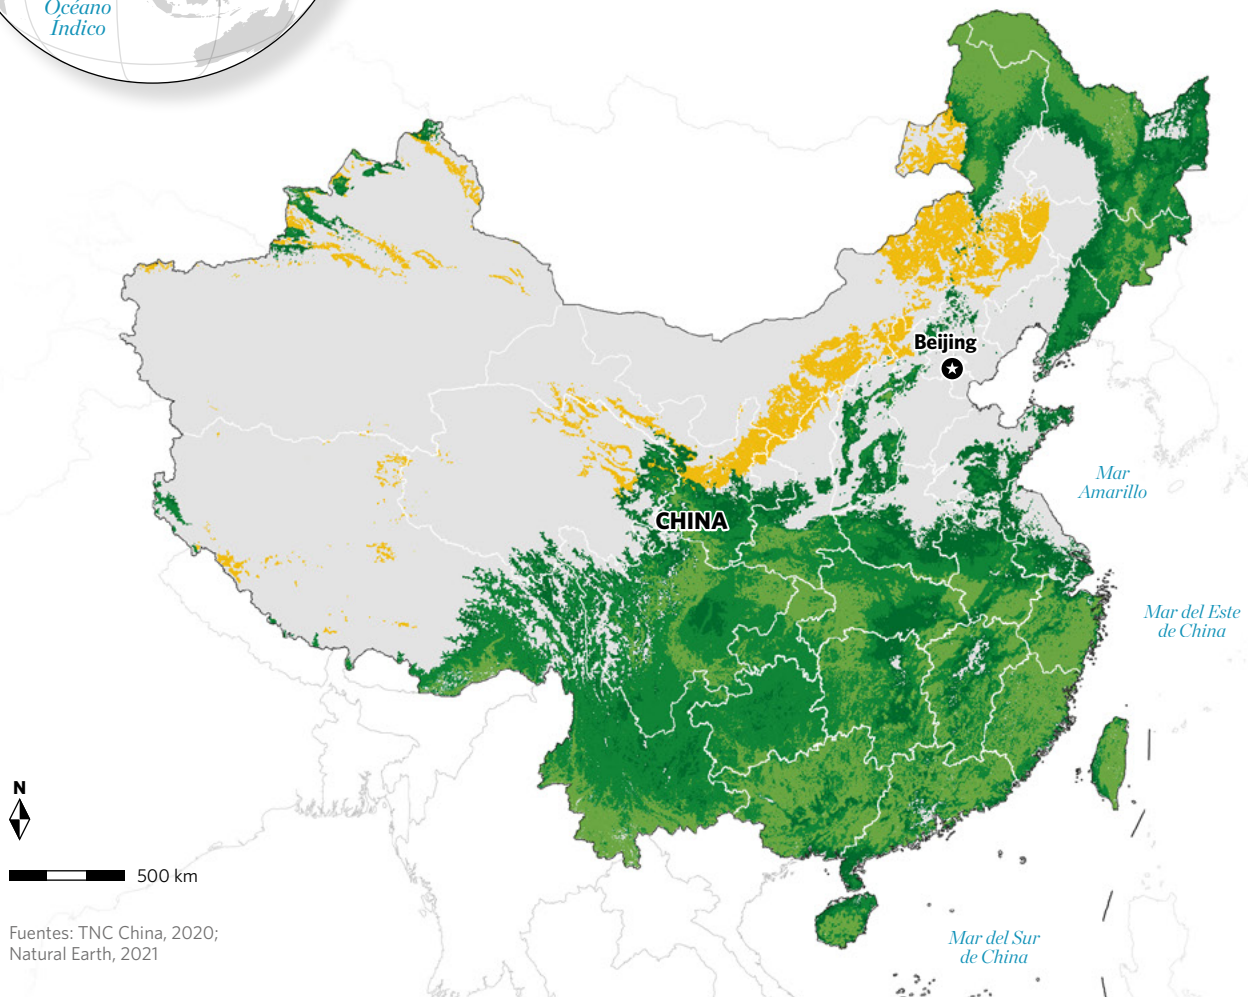 Océano
Índico
Beijing
Mar
Amarillo
CHINA
Mar del Este
de China
N
500 km
Fuentes: TNC China, 2020;
Natural Earth, 2021
Mar del Sur
de China